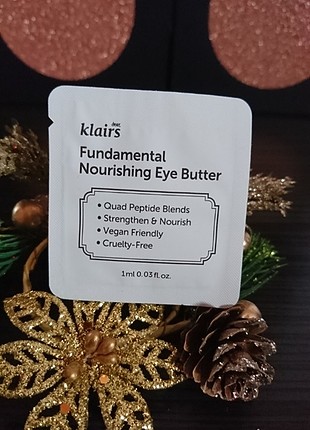 dear,
klairs
Fundamental
Nourishing Eye Butter
• Quad Peptide Blends
• Strengthen & Nourish
• Vegan Friendly
• Cruelty-Free
1ml 0.03 fl.oz.